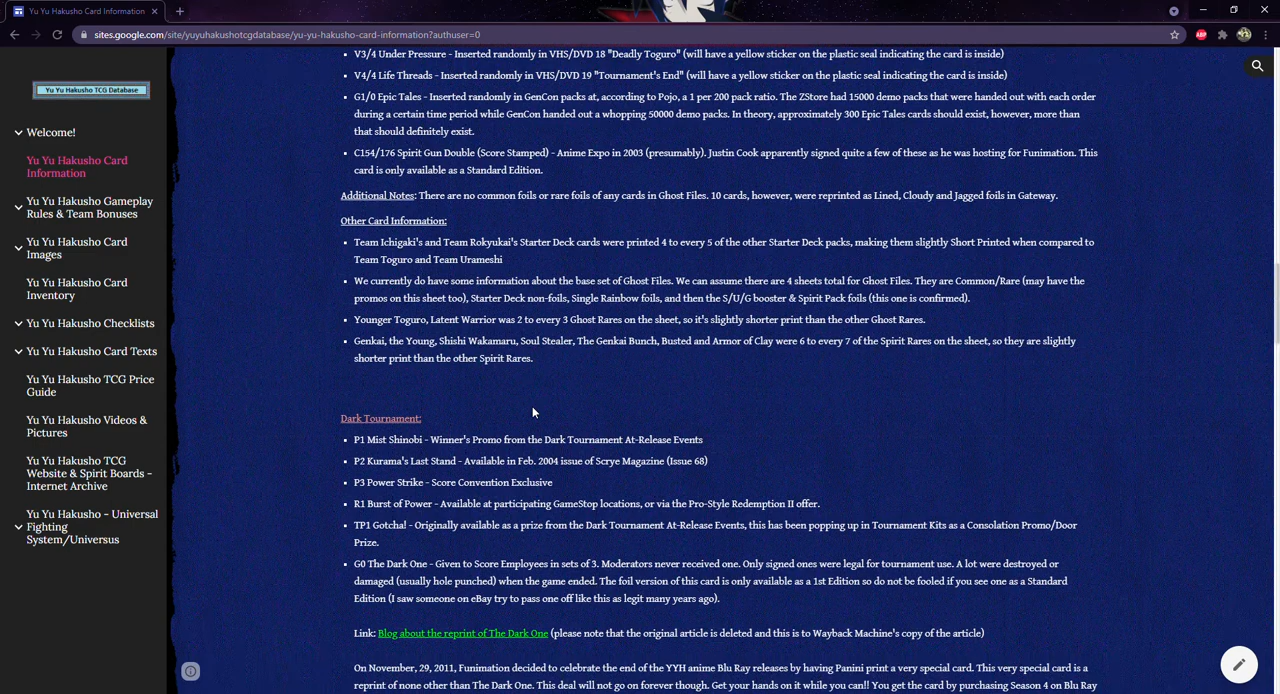 Yu Yu Hakusho Card Information
sites.google.com/site/yuyuhakushotcgdatabase/yu-yu-hakusho-card-information?authuser=0
ABP
Yu Yu Hakusho TCG Database
Welcome!
Yu Yu Hakusho Card
Information
Yu Yu Hakusho Gameplay
Rules & Team Bonuses
Yu Yu Hakusho Card
Images
Yu Yu Hakusho Card
Inventory
Yu Yu Hakusho Checklists
Yu Yu Hakusho Card Texts
Yu Yu Hakusho TCG Price
Guide
Yu Yu Hakusho Videos &
Pictures
Yu Yu Hakusho TCG
Website & Spirit Boards -
Internet Archive
Yu Yu Hakusho - Universal
Fighting
System/Universus
V3/4 Under Pressure - Inserted randomly in VHS/DVD 18 "Deadly Toguro" (will have a yellow sticker on the plastic seal indicating the card is inside)
V4/4 Life Threads - Inserted randomly in VHS/DVD 19 "Tournament's End" (will have a yellow sticker on the plastic seal indicating the card is inside)
G1/0 Epic Tales - Inserted randomly in GenCon packs at, according to Pojo, a 1 per 200 pack ratio. The ZStore had 15000 demo packs that were handed out with each order
during a certain time period while GenCon handed out a whopping 50000 demo packs. In theory, approximately 300 Epic Tales cards should exist, however, more than
that should definitely exist.
C154/176 Spirit Gun Double (Score Stamped) - Anime Expo in 2003 (presumably). Justin Cook apparently signed quite a few of these as he was hosting for Funimation. This
card is only available as a Standard Edition.
Additional Notes: There are no common foils or rare foils of any cards in Ghost Files. 10 cards, however, were reprinted as Lined, Cloudy and Jagged foils in Gateway.
Other Card Information:
Team Ichigaki's and Team Rokyukai's Starter Deck cards were printed 4 to every 5 of the other Starter Deck packs, making them slightly Short Printed when compared to
Team Toguro and Team Urameshi
We currently do have some information about the base set of Ghost Files. We can assume there are 4 sheets total for Ghost Files. They are Common/Rare (may have the
promos on this sheet too), Starter Deck non-foils, Single Rainbow foils, and then the S/U/G booster & Spirit Pack foils (this one is confirmed).
Younger Toguro, Latent Warrior was 2 to every 3 Ghost Rares on the sheet, so it's slightly shorter print than the other Ghost Rares.
Genkai, the Young, Shishi Wakamaru, Soul Stealer, The Genkai Bunch, Busted and Armor of Clay were 6 to every 7 of the Spirit Rares on the sheet, so they are slightly
shorter print than the other Spirit Rares.
Dark Tournament:
P1 Mist Shinobi - Winner's Promo from the Dark Tournament At-Release Events
P2 Kurama's Last Stand - Available in Feb. 2004 issue of Scrye Magazine (Issue 68)
P3 Power Strike - Score Convention Exclusive
R1 Burst of Power - Available at participating GameStop locations, or via the Pro-Style Redemption II offer.
TP1 Gotcha! - Originally available as a prize from the Dark Tournament At-Release Events, this has been popping up in Tournament Kits as a Consolation Promo/Door
Prize.
G0 The Dark One - Given to Score Employees in sets of 3. Moderators never received one. Only signed ones were legal for tournament use. A lot were destroyed or
damaged (usually hole punched) when the game ended. The foil version of this card is only available as a 1st Edition so do not be fooled if you see one as a Standard
Edition (I saw someone on eBay try to pass one off like this as legit many years ago).
Link: Blog about the reprint of The Dark One (please note that the original article is deleted and this is to Wayback Machine's copy of the article)
On November, 29, 2011, Funimation decided to celebrate the end of the YYH anime Blu Ray releases by having Panini print a very special card. This very special card is a
reprint of none other than The Dark One. This deal will not go on forever though. Get your hands on it while you can!! You get the card by purchasing Season 4 on Blu Ray